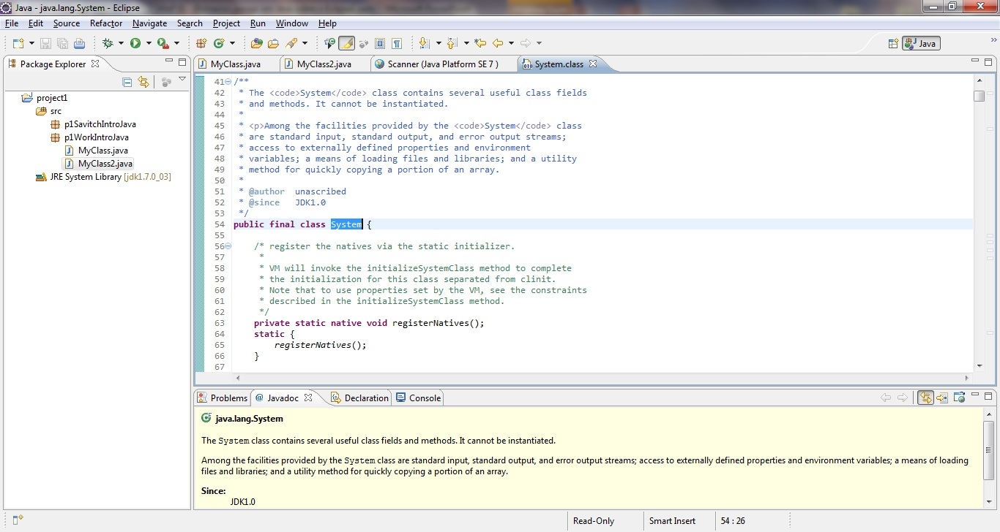 Java - java.lang.System - Eclipse
File Edit Source Refactor Navigate Search Project Run Window Help
Java
Package Explorer
project1
src
p1SavitchIntroJava
p1WorkIntroJava
MyClass.java
MyClass2.java
JRE System Library [jdk1.7.0_03]
MyClass.java MyClass2.java Scanner (Java Platform SE 7 ) System.class
41 /**
42 * The <code>System</code> class contains several useful class fields
43 * and methods. It cannot be instantiated.
44 *
45 * <p>Among the facilities provided by the <code>System</code> class
46 * are standard input, standard output, and error output streams;
47 * access to externally defined properties and environment
48 * variables; a means of loading files and libraries; and a utility
49 * method for quickly copying a portion of an array.
50 *
51 * @author  unascribed
52 * @since   JDK1.0
53 */
54 public final class System {
55
56     /* register the natives via the static initializer.
57      *
58      * VM will invoke the initializeSystemClass method to complete
59      * the initialization for this class separated from clinit.
60      * Note that to use properties set by the VM, see the constraints
61      * described in the initializeSystemClass method.
62      */
63     private static native void registerNatives();
64     static {
65         registerNatives();
66     }
67
Problems @ Javadoc Declaration Console
java.lang.System
The System class contains several useful class fields and methods. It cannot be instantiated.
Among the facilities provided by the System class are standard input, standard output, and error output streams; access to externally defined properties and environment variables; a means of loading
files and libraries; and a utility method for quickly copying a portion of an array.
Since:
JDK1.0
Read-Only Smart Insert 54 : 26